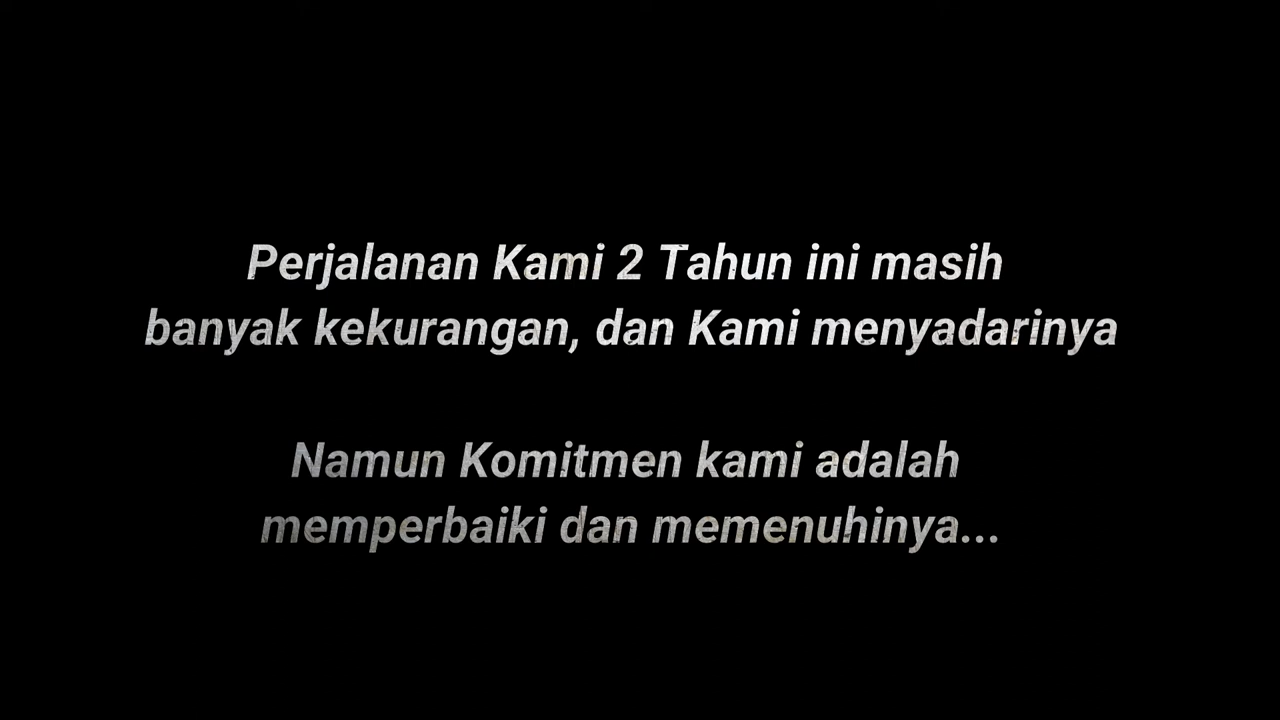 Perjalanan Kami 2 Tahun ini masih
banyak kekurangan, dan Kami menyadarinya
Namun Komitmen kami adalah
memperbaiki dan memenuhinya...